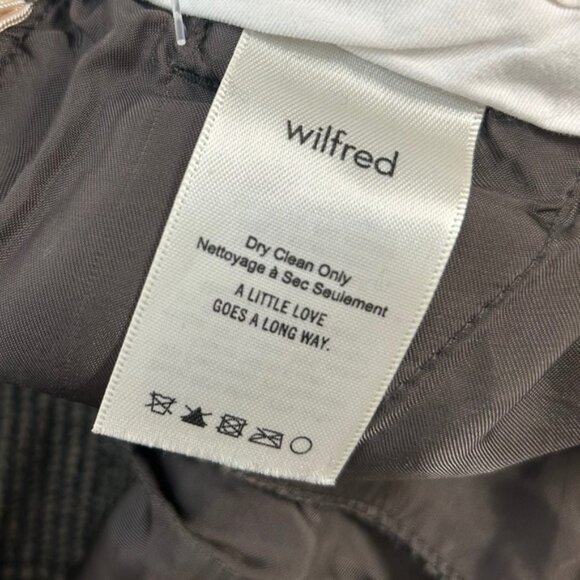 wilfred
Dry Clean Only
Nettoyage à Sec Seulement
A LITTLE LOVE
GOES A LONG WAY.